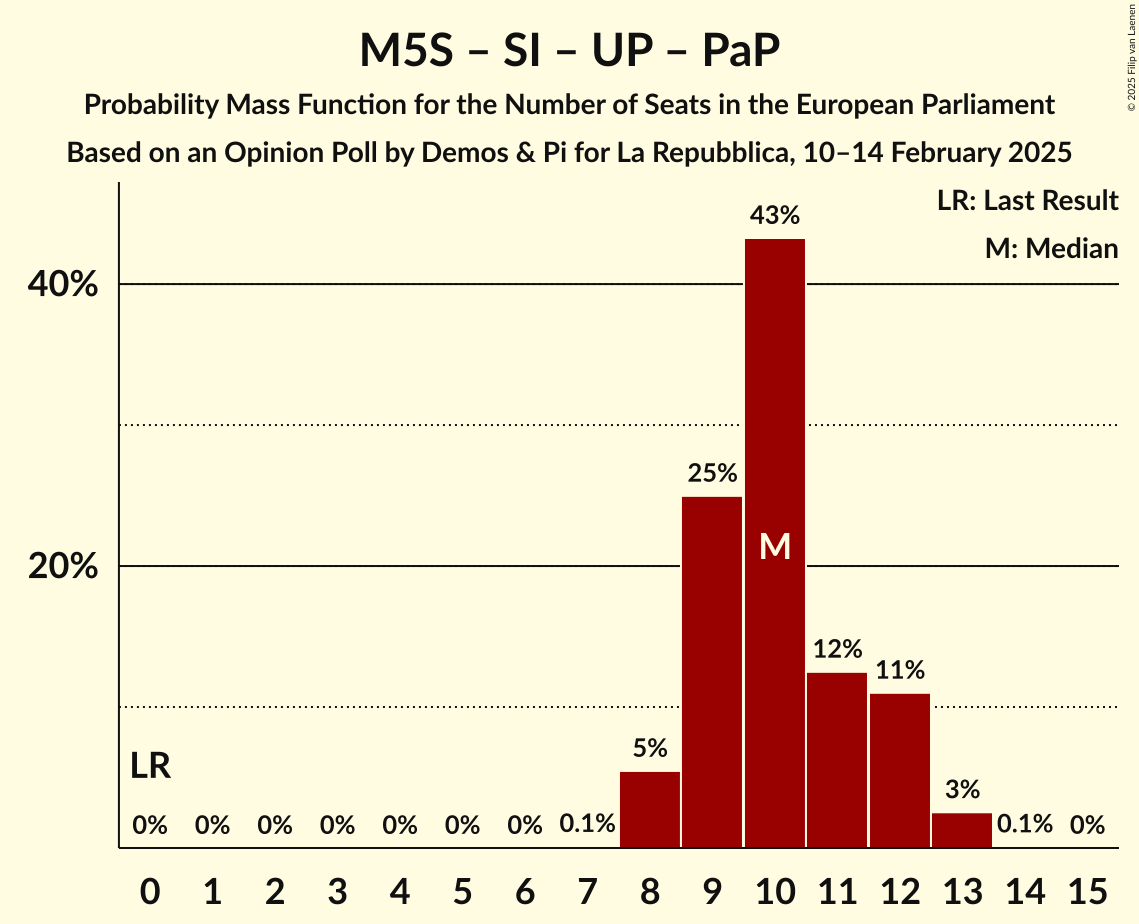 M5S – SI – UP – PaP
Probability Mass Function for the Number of Seats in the European Parliament
Based on an Opinion Poll by Demos & Pi for La Repubblica, 10–14 February 2025
© 2025 Filip van Laenen
LR: Last Result
M: Median
43%
40%
25%
M
20%
12%
11%
5%
LR
3%
0% 0% 0% 0% 0% 0% 0% 0.1% 0.1% 0%
0 1 2 3 4 5 6 7 8 9 10 11 12 13 14 15